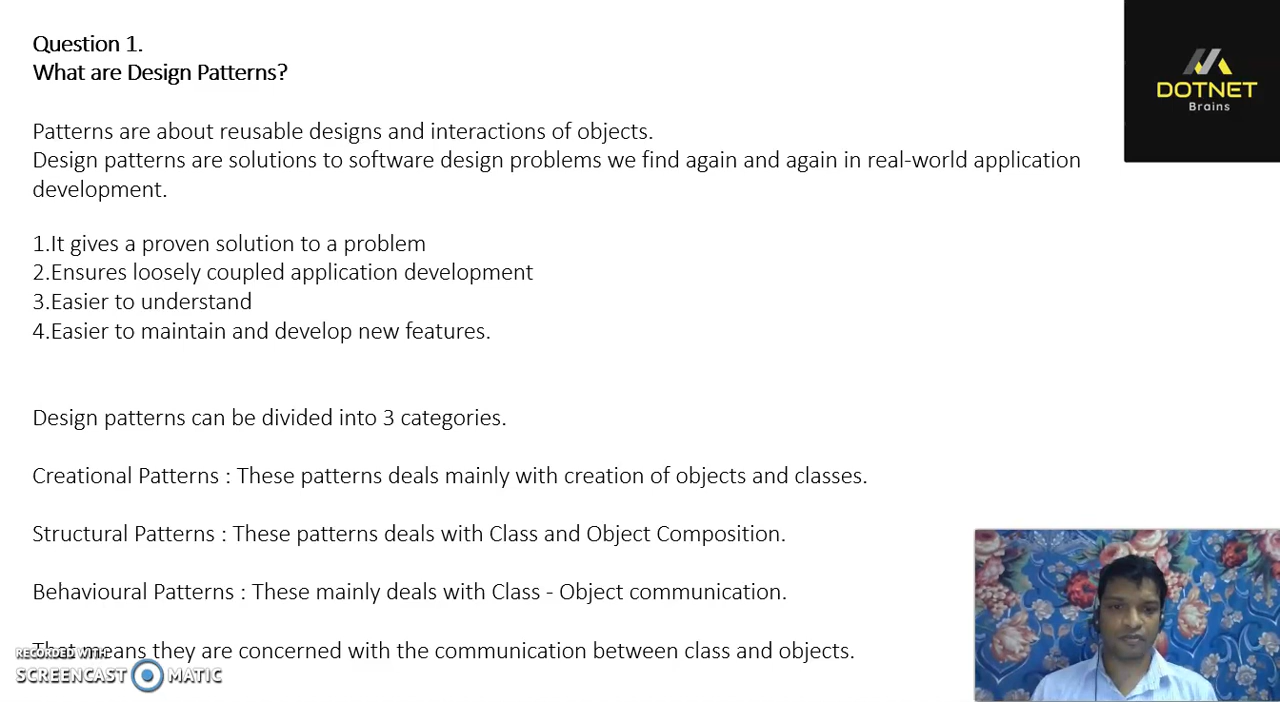 Question 1.
What are Design Patterns?
DOTNET
Brains
Patterns are about reusable designs and interactions of objects.
Design patterns are solutions to software design problems we find again and again in real-world application
development.
1.It gives a proven solution to a problem
2.Ensures loosely coupled application development
3.Easier to understand
4.Easier to maintain and develop new features.
Design patterns can be divided into 3 categories.
Creational Patterns : These patterns deals mainly with creation of objects and classes.
Structural Patterns : These patterns deals with Class and Object Composition.
Behavioural Patterns : These mainly deals with Class - Object communication.
That means they are concerned with the communication between class and objects.
RECORDED WITH
SCREENCAST MATIC